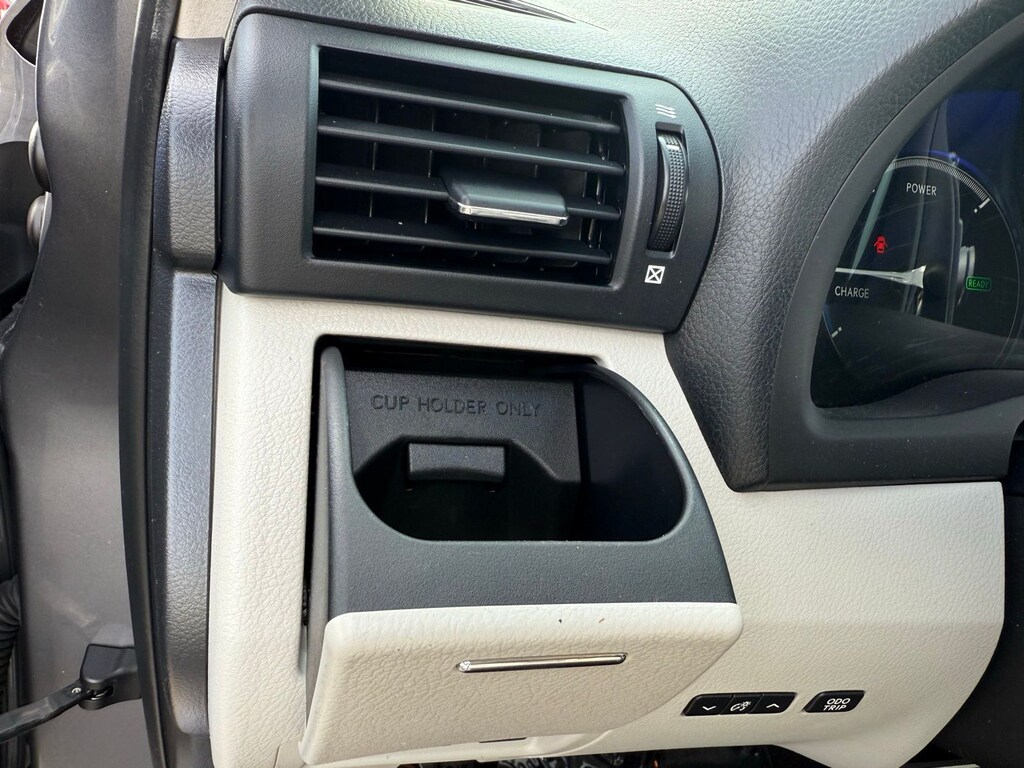 POWER
CHARGE
READY
CUP HOLDER ONLY
ODO
TRIP